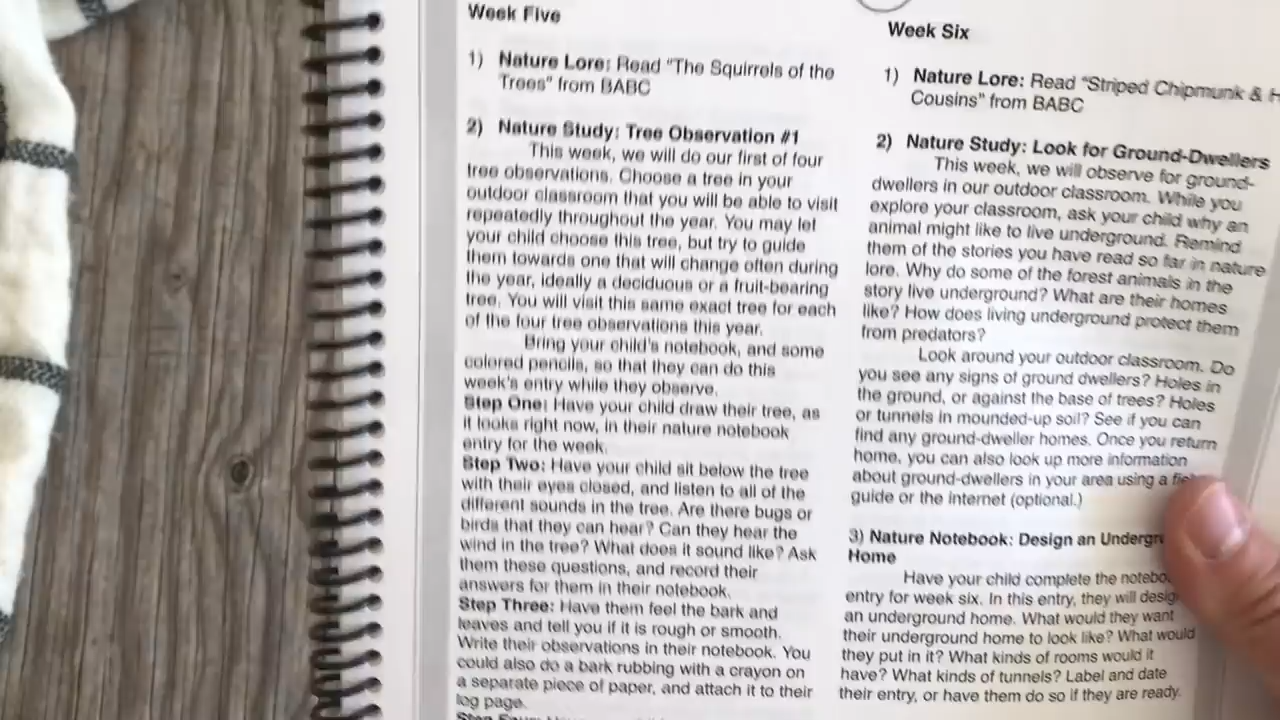 Week Five
1) Nature Lore: Read "The Squirrels of the
Trees" from BABC
2) Nature Study: Tree Observation #1
This week, we will do our first of four
tree observations. Choose a tree in your
outdoor classroom that you will be able to visit
repeatedly throughout the year. You may let
your child choose this tree, but try to guide
them towards one that will change often during
the year, ideally a deciduous or a fruit-bearing
tree. You will visit this same exact tree for each
of the four tree observations this year.
Bring your child's notebook, and some
colored pencils, so that they can do this
week's entry while they observe.
Step One: Have your child draw their tree, as
it looks right now, in their nature notebook
entry for the week.
Step Two: Have your child sit below the tree
with their eyes closed, and listen to all of the
different sounds in the tree. Are there bugs or
birds that they can hear? Can they hear the
wind in the tree? What does it sound like? Ask
them these questions, and record their
answers for them in their notebook.
Step Three: Have them feel the bark and
leaves and tell you if it is rough or smooth.
Write their observations in their notebook. You
could also do a bark rubbing with a crayon on
a separate piece of paper, and attach it to their
log page.
Week Six
1) Nature Lore: Read "Striped Chipmunk &
Cousins" from BABC
2) Nature Study: Look for Ground-Dwellers
This week, we will observe for ground-
dwellers in our outdoor classroom. While you
explore your classroom, ask your child why an
animal might like to live underground. Remind
them of the stories you have read so far in nature
lore. Why do some of the forest animals in the
story live underground? What are their homes
like? How does living underground protect them
from predators?
Look around your outdoor classroom. Do
you see any signs of ground dwellers? Holes in
the ground, or against the base of trees? Holes
or tunnels in mounded-up soil? See if you can
find any ground-dweller homes. Once you return
home, you can also look up more information
about ground-dwellers in your area using a
guide or the internet (optional.)
3) Nature Notebook: Design an
Home
Have your child complete the
entry for week six. In this entry, they will
an underground home. What would they want
their underground home to look like? What would
they put in it? What kinds of rooms would it
have? What kinds of tunnels? Label and date
their entry, or have them do so if they are ready.